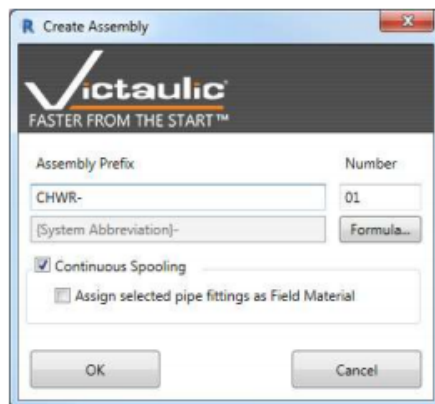 Create Assembly
Victaulic®
FASTER FROM THE START™
Assembly Prefix Number
CHWR- 01
{System Abbreviation}- Formula...
Continuous Spooling
Assign selected pipe fittings as Field Material
OK Cancel